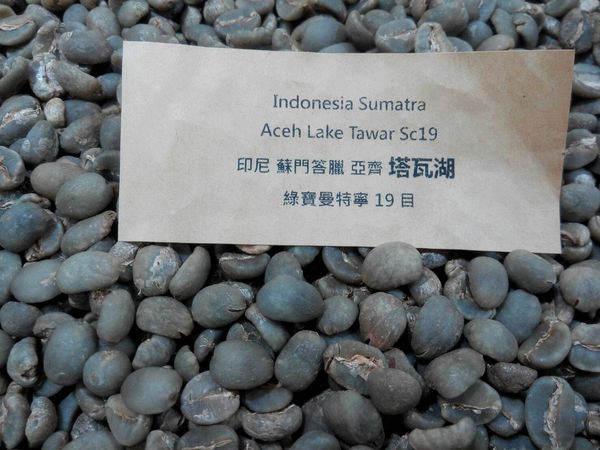 Indonesia Sumatra
Aceh Lake Tawar Sc19
印尼 蘇門答臘 亞齊 塔瓦湖
綠寶曼特寧 19 目